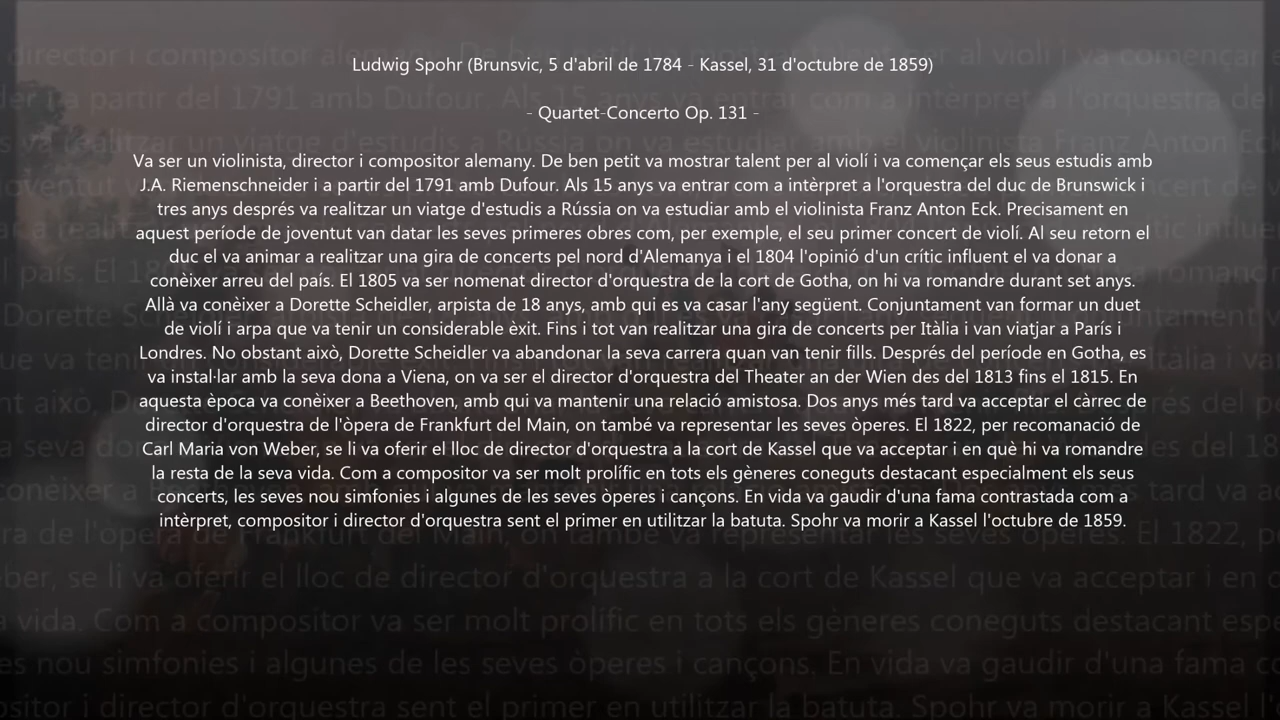 Ludwig Spohr (Brunsvic, 5 d'abril de 1784 - Kassel, 31 d'octubre de 1859)
- Quartet-Concerto Op. 131 -
Va ser un violinista, director i compositor alemany. De ben petit va mostrar talent per al violí i va començar els seus estudis amb
J.A. Riemenschneider i a partir del 1791 amb Dufour. Als 15 anys va entrar com a intèrpret a l'orquestra del duc de Brunswick i
tres anys després va realitzar un viatge d'estudis a Rússia on va estudiar amb el violinista Franz Anton Eck. Precisament en
aquest període de joventut van datar les seves primeres obres com, per exemple, el seu primer concert de violí. Al seu retorn el
duc el va animar a realitzar una gira de concerts pel nord d'Alemanya i el 1804 l'opinió d'un crític influent el va donar a
conèixer arreu del país. El 1805 va ser nomenat director d'orquestra de la cort de Gotha, on hi va romandre durant set anys.
Allà va conèixer a Dorette Scheidler, arpista de 18 anys, amb qui es va casar l'any següent. Conjuntament van formar un duet
de violí i arpa que va tenir un considerable èxit. Fins i tot van realitzar una gira de concerts per Itàlia i van viatjar a París i
Londres. No obstant això, Dorette Scheidler va abandonar la seva carrera quan van tenir fills. Després del període en Gotha, es
va instal·lar amb la seva dona a Viena, on va ser el director d'orquestra del Theater an der Wien des del 1813 fins el 1815. En
aquesta època va conèixer a Beethoven, amb qui va mantenir una relació amistosa. Dos anys més tard va acceptar el càrrec de
director d'orquestra de l'òpera de Frankfurt del Main, on també va representar les seves òperes. El 1822, per recomanació de
Carl Maria von Weber, se li va oferir el lloc de director d'orquestra a la cort de Kassel que va acceptar i en què hi va romandre
la resta de la seva vida. Com a compositor va ser molt prolífic en tots els gèneres coneguts destacant especialment els seus
concerts, les seves nou simfonies i algunes de les seves òperes i cançons. En vida va gaudir d'una fama contrastada com a
intèrpret, compositor i director d'orquestra sent el primer en utilitzar la batuta. Spohr va morir a Kassel l'octubre de 1859.